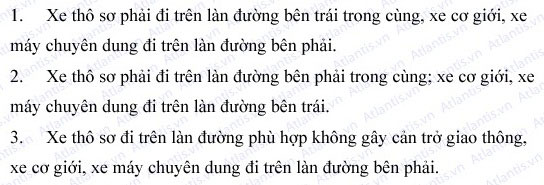 1. Xe thô sơ phải đi trên làn đường bên trái trong cùng, xe cơ giới, xe
máy chuyên dung đi trên làn đường bên phải.
2. Xe thô sơ phải đi trên làn đường bên phải trong cùng; xe cơ giới, xe
máy chuyên dung đi trên làn đường bên trái.
3. Xe thô sơ đi trên làn đường phù hợp không gây cản trở giao thông,
xe cơ giới, xe máy chuyên dung đi trên làn đường bên phải.